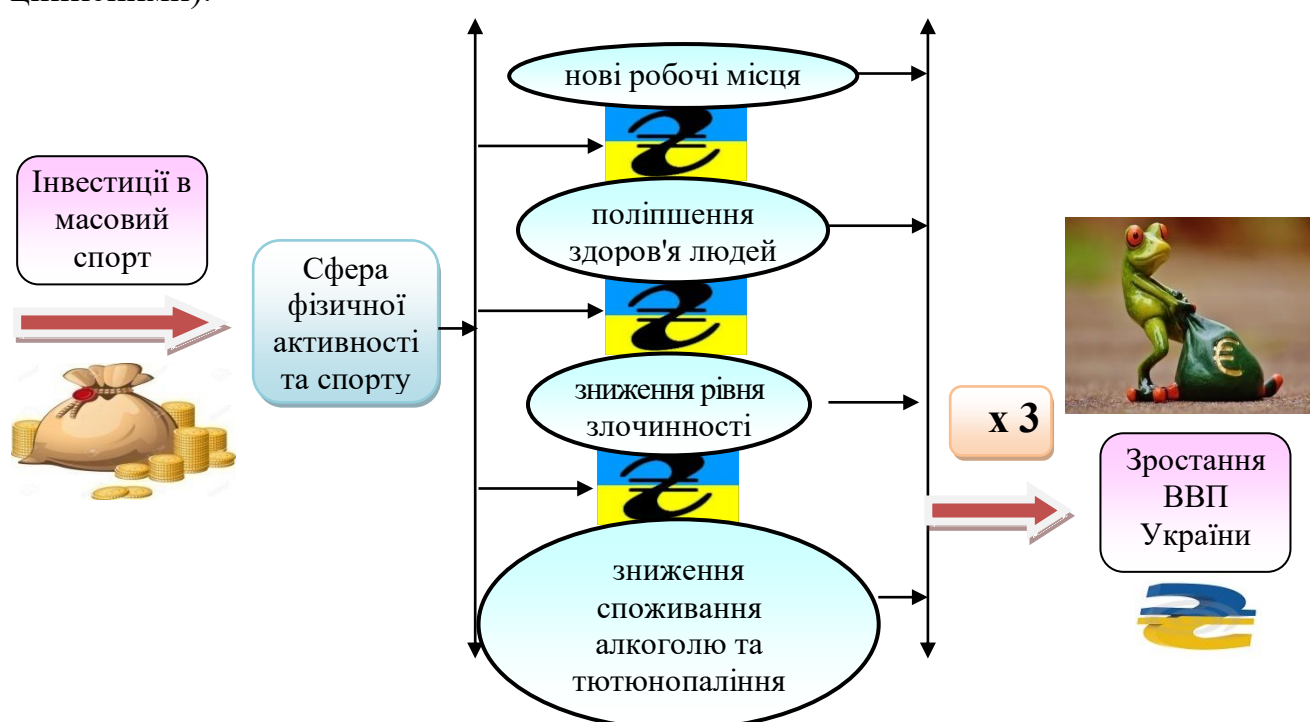 нові робочі місця
Інвестиції в
масовий
спорт
поліпшення
здоров'я людей
Сфера
фізичної
активності
та спорту
зниження рівня
злочинності
х 3
€
Зростання
ВВП
України
зниження
споживання
алкоголю та
тютюнопаління